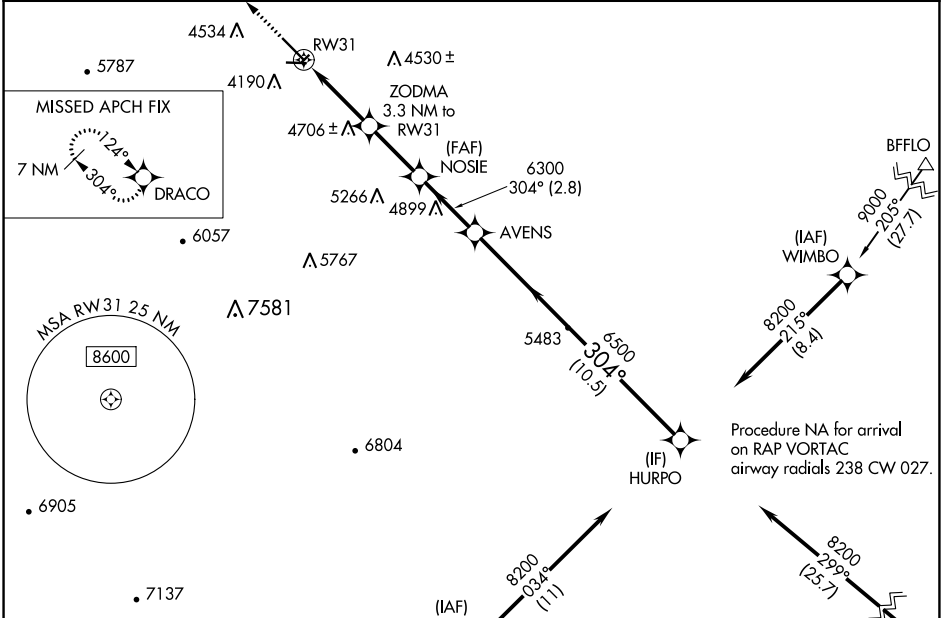 4534
RW31
4530 ±
5787
4190
ZODMA
3.3 NM to
RW31
MISSED APCH FIX
124°
7 NM
304°
DRACO
4706 ±
(FAF)
NOSIE
6300
304° (2.8)
BFFLO
9000
205°
(27.7)
5266
4899
AVENS
(IAF)
WIMBO
6057
5767
8200
215°
(8.4)
MSA RW31 25 NM
8600
7581
5483
6500
304°
(10.5)
Procedure NA for arrival
on RAP VORTAC
airway radials 238 CW 027.
(IF)
HURPO
6804
6905
8200
034°
(11)
8200
299°
(25.7)
7137
(IAF)